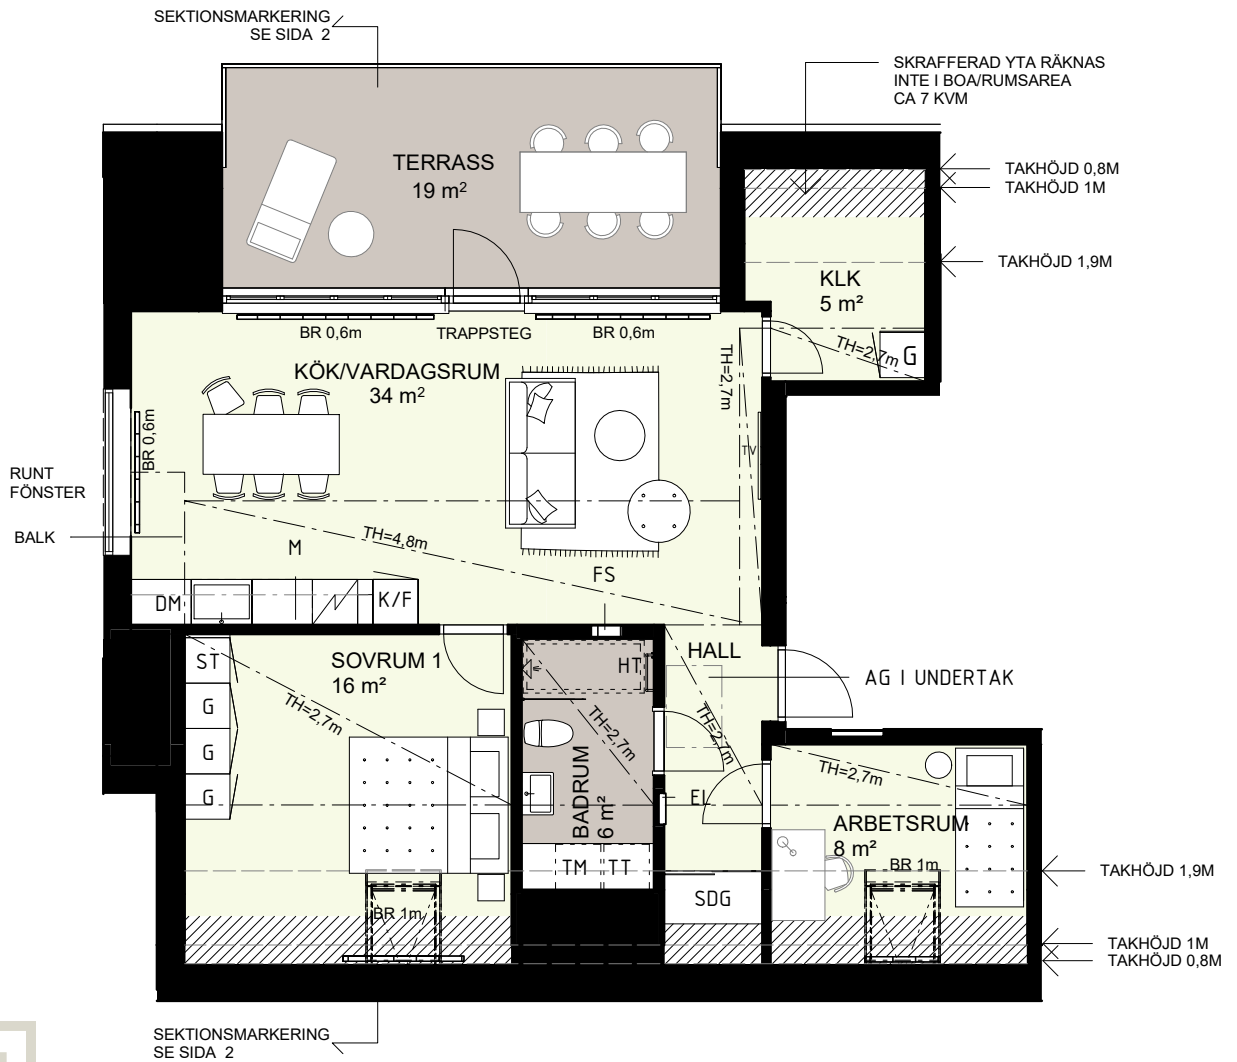 SEKTIONSMARKERING
SE SIDA 2
SKRAFFERAD YTA RÄKNAS
INTE I BOA/RUMSAREA
CA 7 KVM
TERRASS
19 m²
TAKHÖJD 0,8M
TAKHÖJD 1M
TAKHÖJD 1,9M
KLK
5 m²
BR 0,6m
TRAPPSTEG
BR 0,6m
TH=2,7m
G
KÖK/VARDAGSRUM
34 m²
TH=2,7m
BR 0,6m
TV
RUNT
FÖNSTER
BALK
TH=4,8m
M
FS
DM
K/F
ST
SOVRUM 1
16 m²
HT
HALL
AG I UNDERTAK
G
TH=2,7m
TH=2,7m
TH=2,7m
G
TH=2,7m
G
BADRUM
6 m²
EL
ARBETSRUM
8 m²
BR 1m
TM
TT
SDG
TAKHÖJD 1,9M
BR 1m
TAKHÖJD 1M
TAKHÖJD 0,8M
SEKTIONSMARKERING
SE SIDA 2